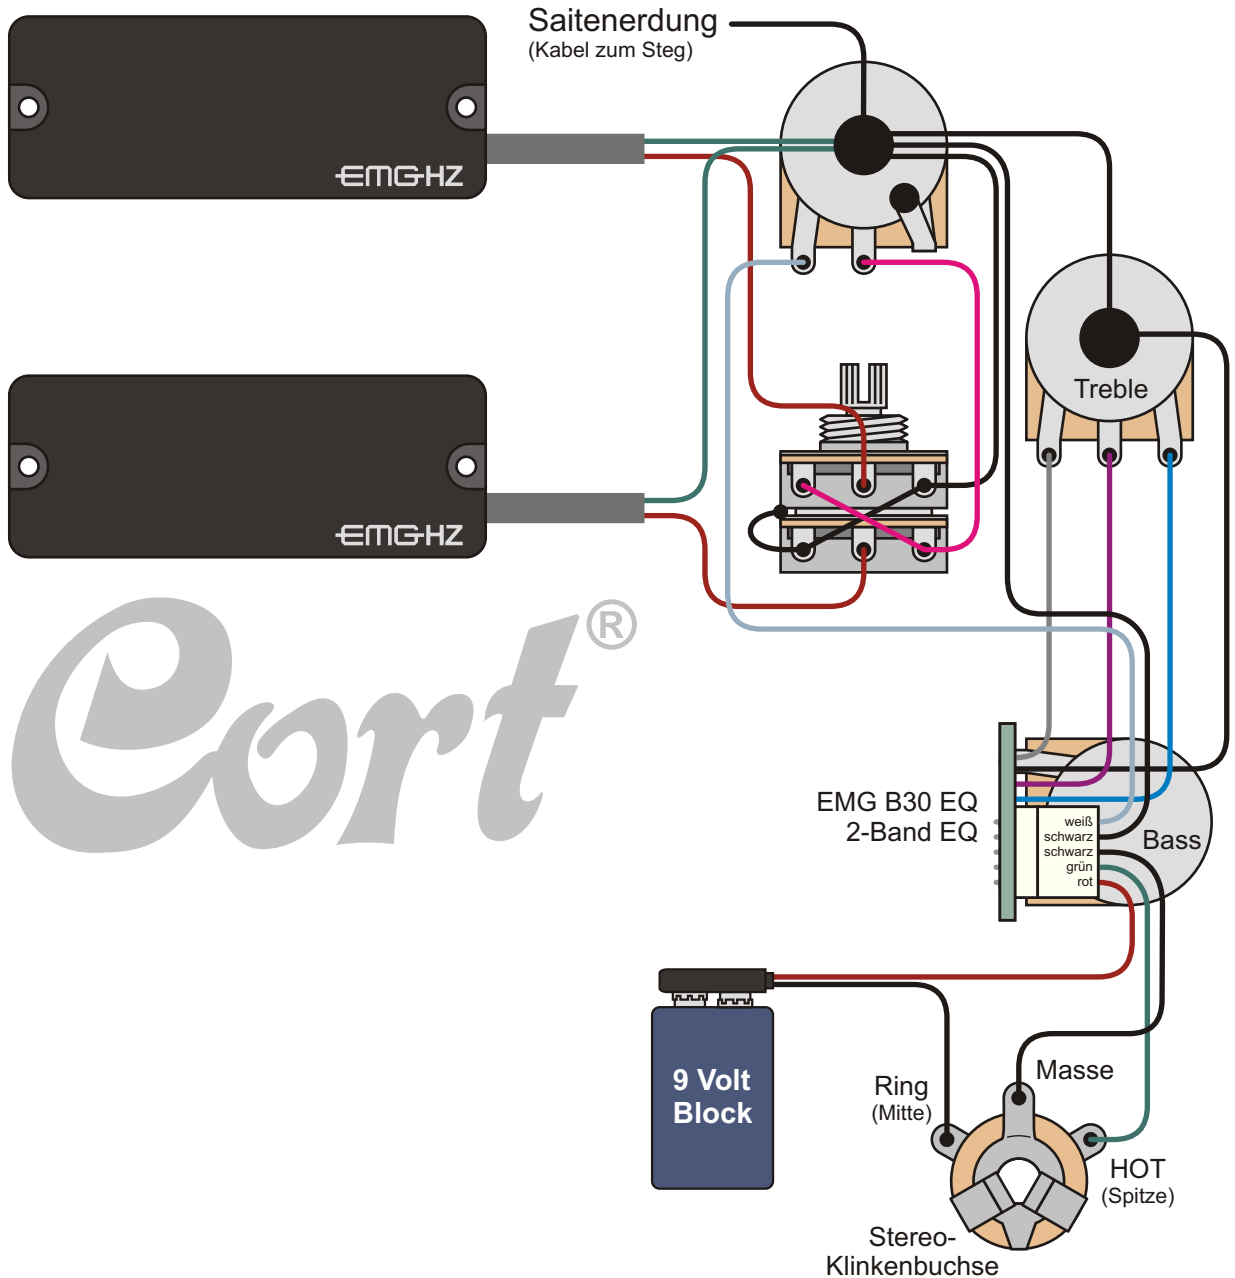 Saitenerdung
(Kabel zum Steg)
EMG-HZ
Treble
EMG-HZ
Cort®
EMG B30 EQ
2-Band EQ
weiß
schwarz
schwarz
grün
rot
Bass
9 Volt
Block
Ring
(Mitte)
Masse
HOT
(Spitze)
Stereo-
Klinkenbuchse